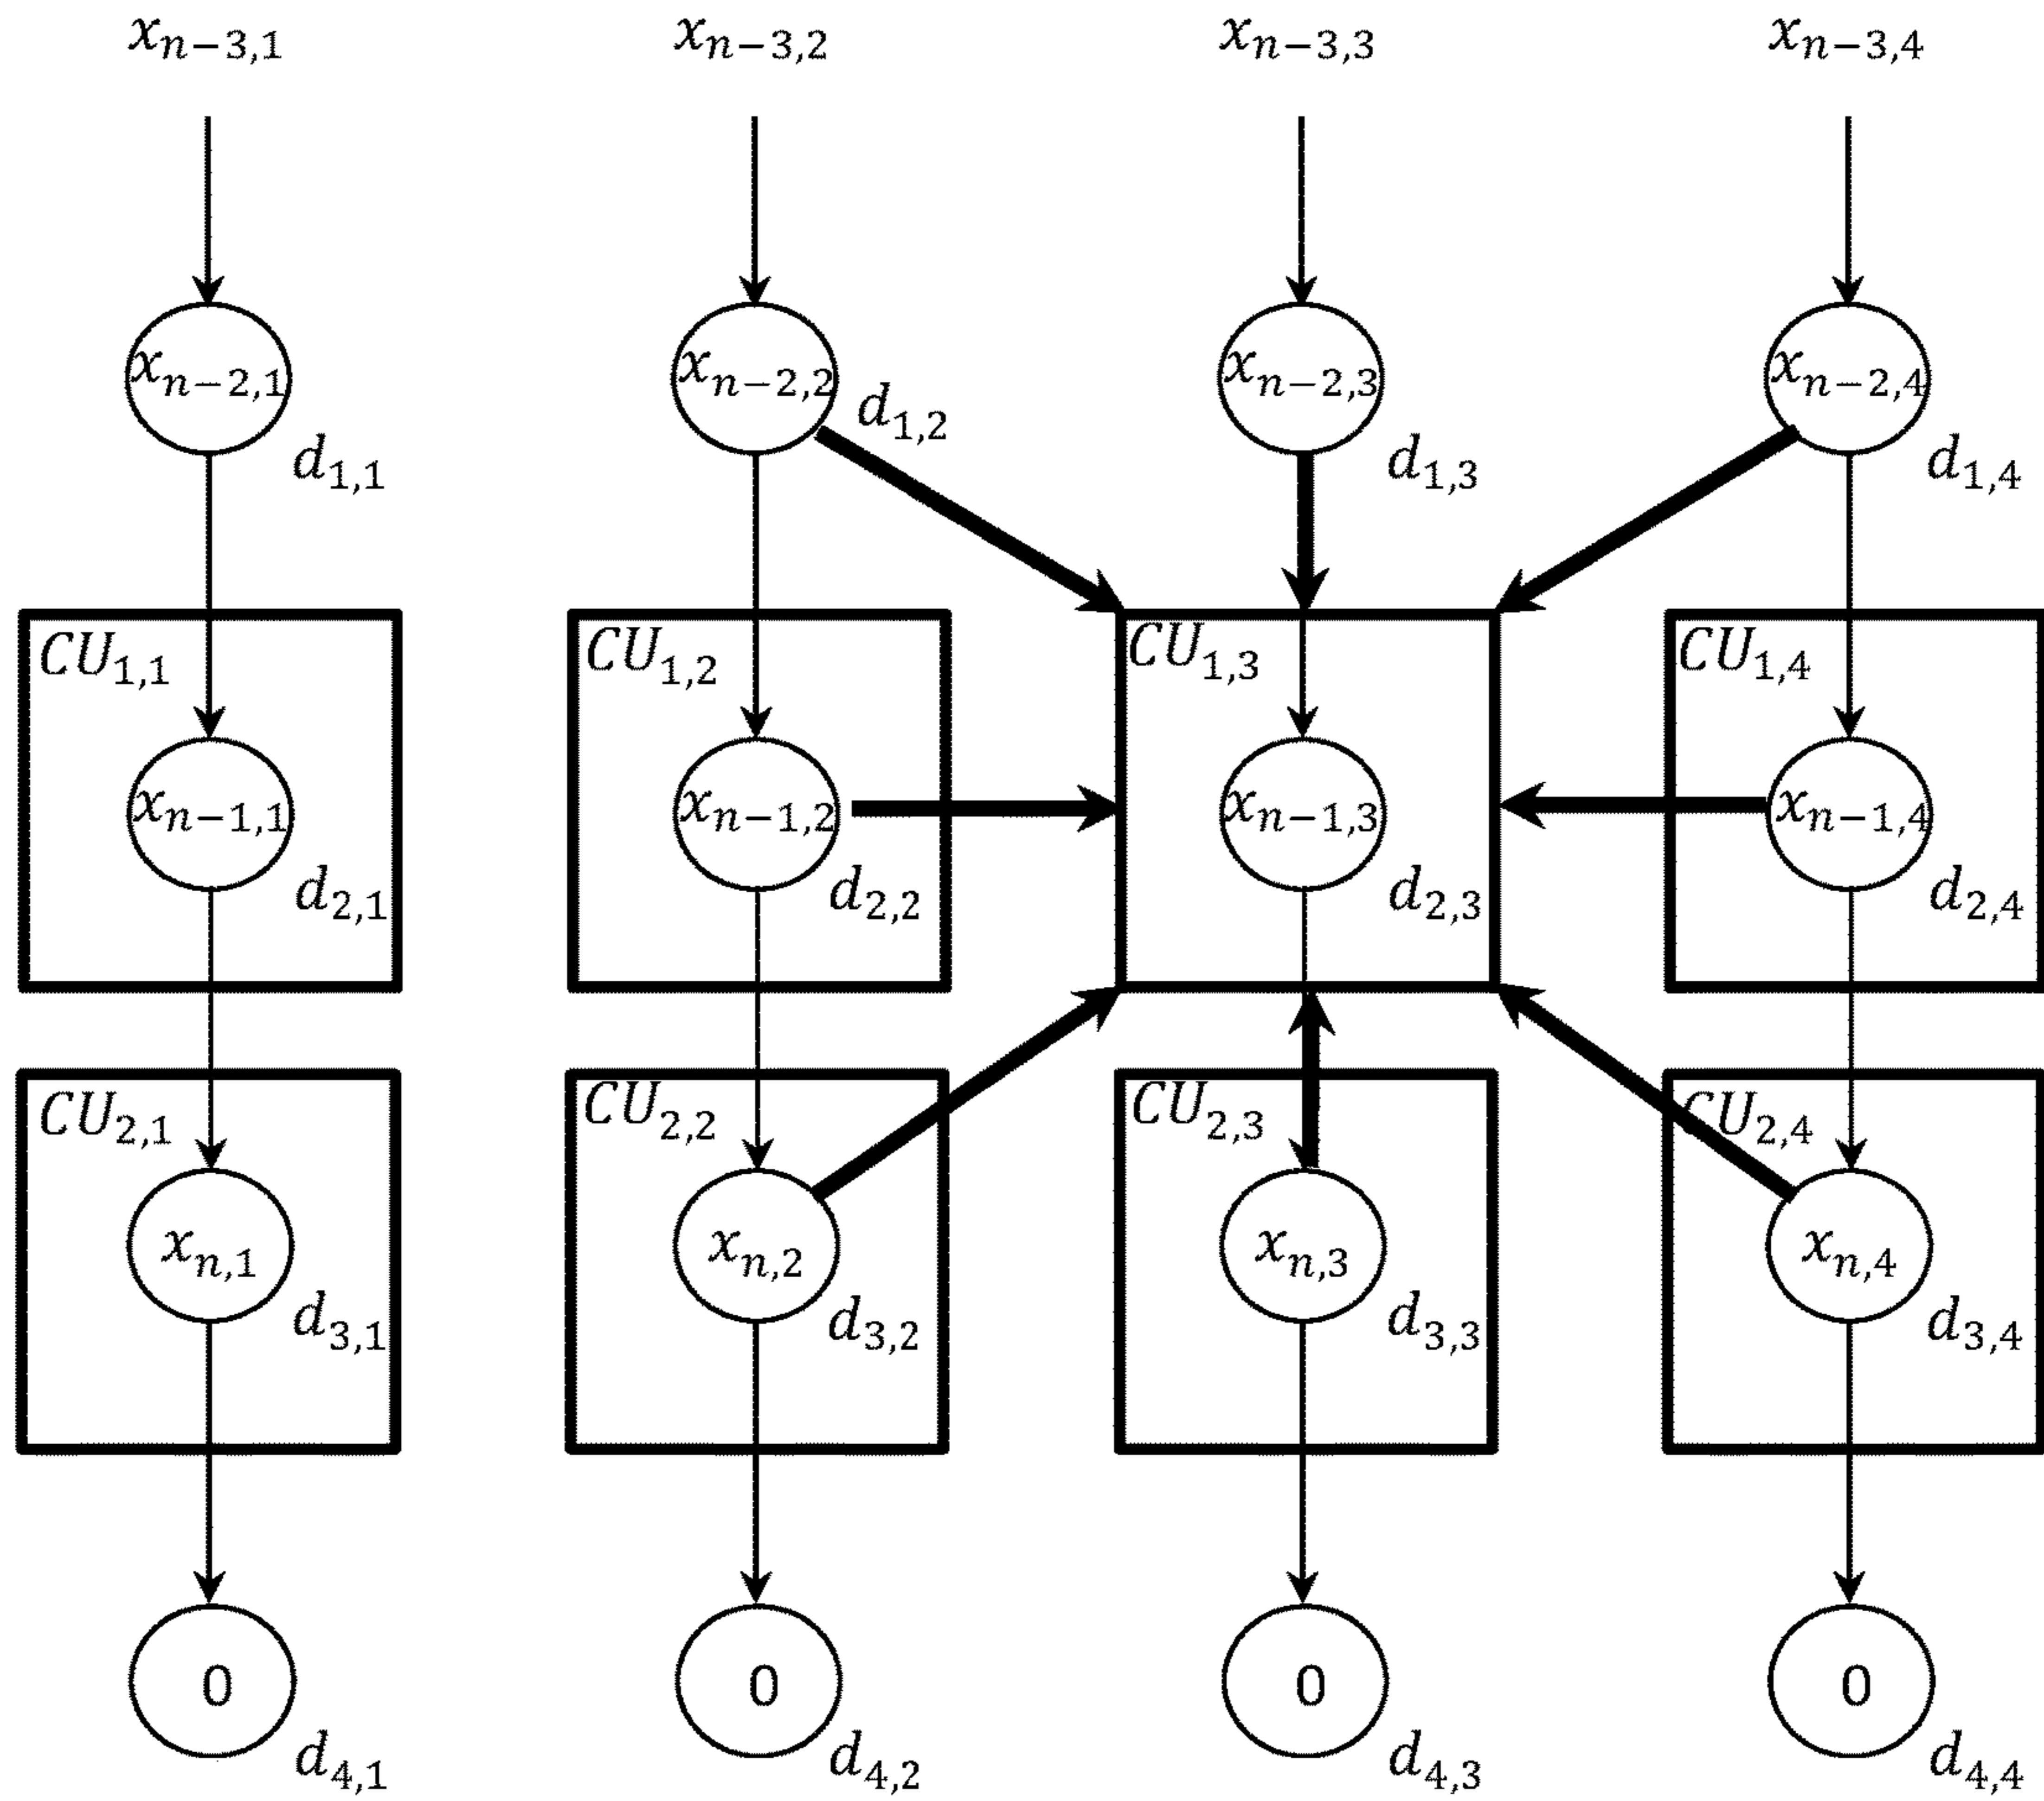 x_{n−3,1} x_{n−3,2} x_{n−3,3} x_{n−3,4}
x_{n−2,1} x_{n−2,2} x_{n−2,3} x_{n−2,4}
d_{1,1} d_{1,2} d_{1,3} d_{1,4}
CU_{1,1} CU_{1,2} CU_{1,3} CU_{1,4}
x_{n−1,1} x_{n−1,2} x_{n−1,3} x_{n−1,4}
d_{2,1} d_{2,2} d_{2,3} d_{2,4}
CU_{2,1} CU_{2,2} CU_{2,3} CU_{2,4}
x_{n,1} x_{n,2} x_{n,3} x_{n,4}
d_{3,1} d_{3,2} d_{3,3} d_{3,4}
0 0 0 0
d_{4,1} d_{4,2} d_{4,3} d_{4,4}